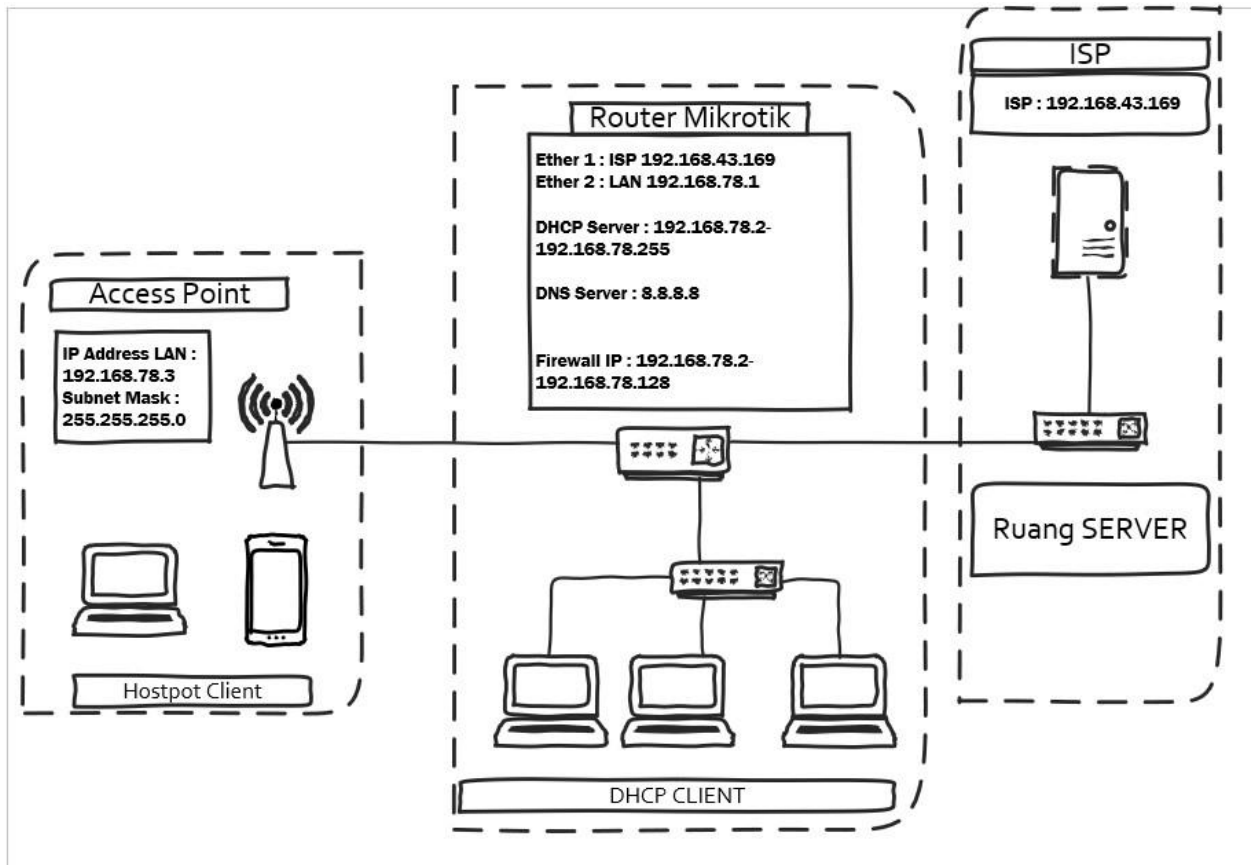 ISP
ISP : 192.168.43.169
Router Mikrotik
Ether 1 : ISP 192.168.43.169
Ether 2 : LAN 192.168.78.1
DHCP Server : 192.168.78.2-
192.168.78.255
DNS Server : 8.8.8.8
Firewall IP : 192.168.78.2-
192.168.78.128
Access Point
IP Address LAN :
192.168.78.3
Subnet Mask :
255.255.255.0
Ruang SERVER
Hostpot Client
DHCP CLIENT